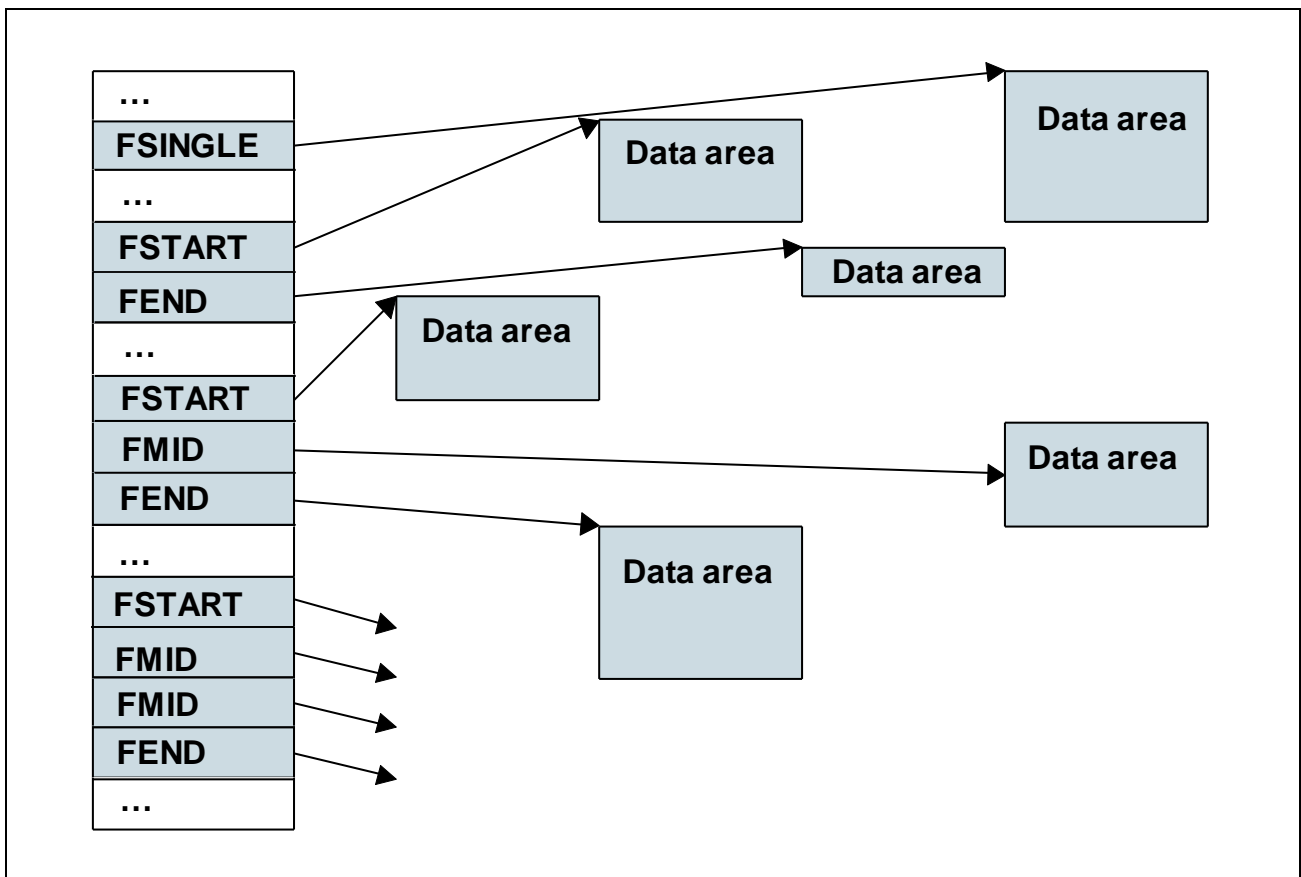 …
FSINGLE
…
FSTART
FEND
…
FSTART
FMID
FEND
…
FSTART
FMID
FMID
FEND
…
Data area
Data area
Data area
Data area
Data area
Data area